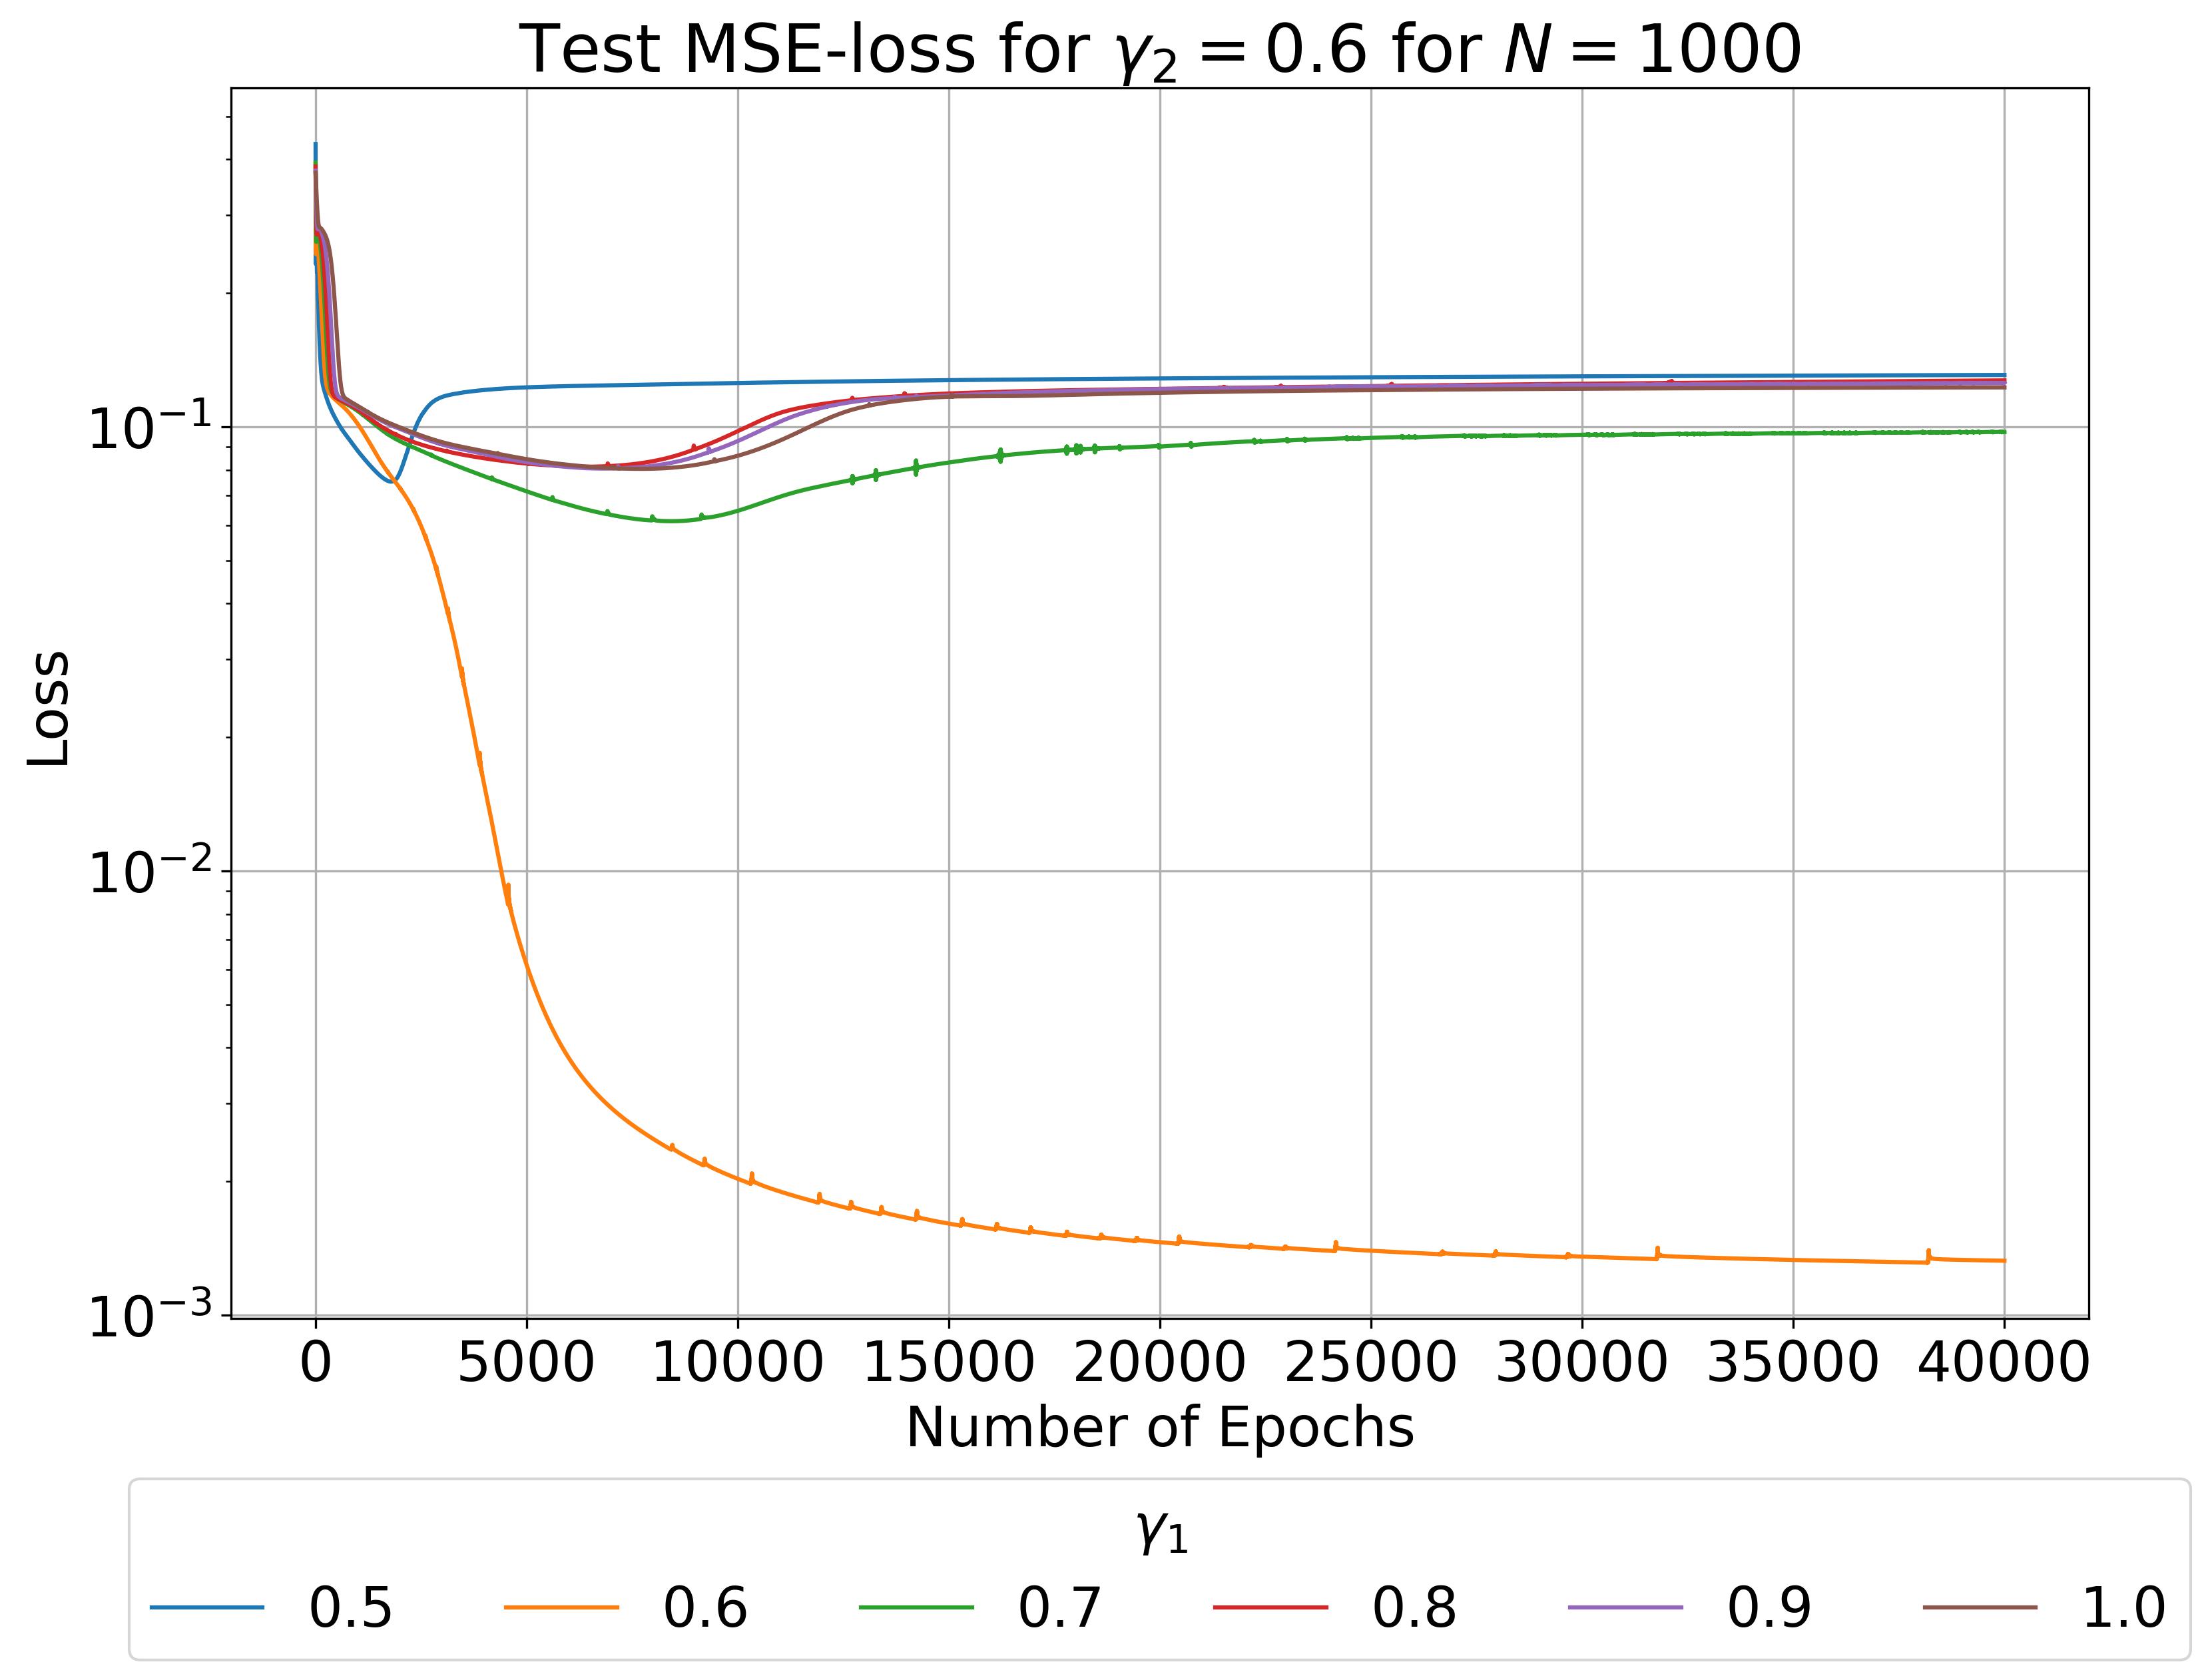 Test MSE-loss for γ₂ = 0.6 for N = 1000
Loss
10⁻¹
10⁻²
10⁻³
0 5000 10000 15000 20000 25000 30000 35000 40000
Number of Epochs
γ₁
0.5 0.6 0.7 0.8 0.9 1.0